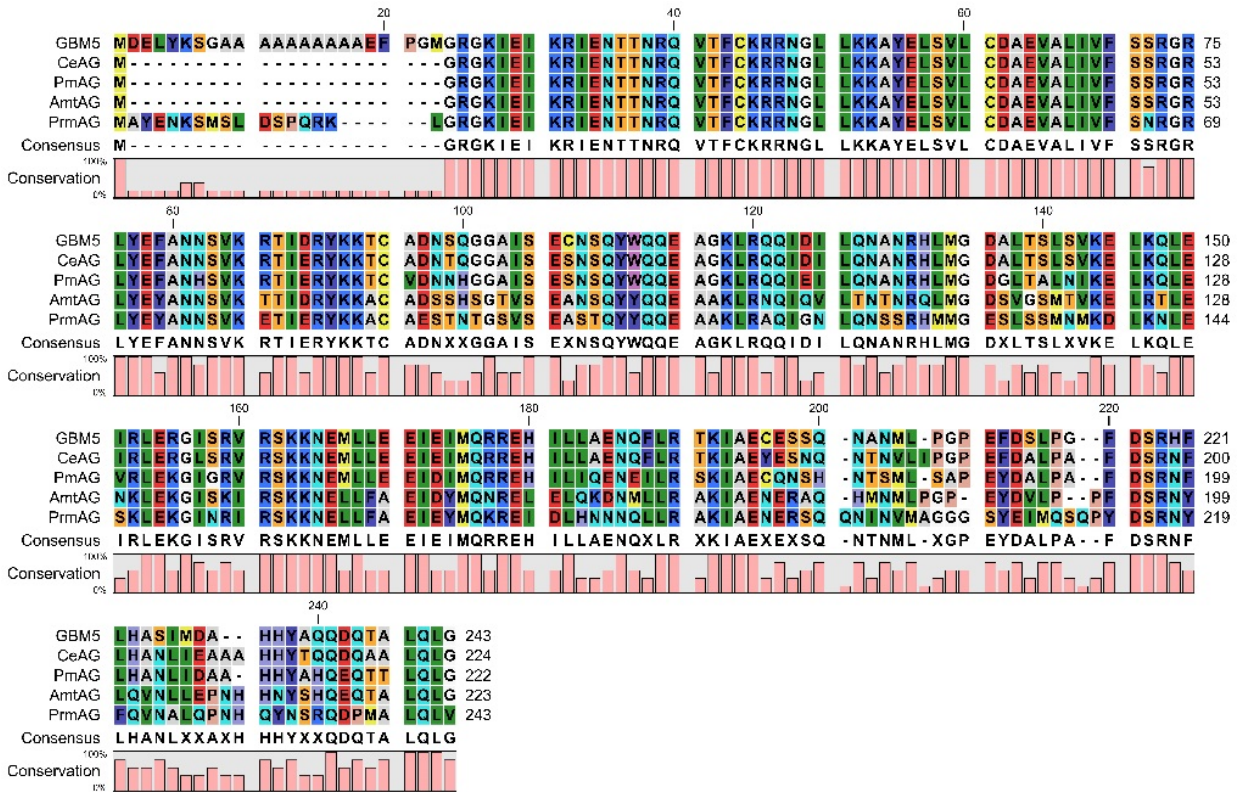 20 40 60
GBM5 MDELYKSGAA AAAAAAAAEF PGMGRGKIEI KRIENTTNRQ VTFCKRRNGL LKKAYELSVL CDAEVALIVF SSRGR 75
CeAG M - - - - - - - - - - - - - - - - - - - - - - GRGKIEI KRIENTTNRQ VTFCKRRNGL LKKAYELSVL CDAEVALIVF SSRGR 53
PmAG M - - - - - - - - - - - - - - - - - - - - - - GRGKIEI KRIENTTNRQ VTFCKRRNGL LKKAYELSVL CDAEVALIVF SSRGR 53
AmtAG M - - - - - - - - - - - - - - - - - - - - - - GRGKIEI KRIENTTNRQ VTFCKRRNGL LKKAYELSVL CDAEVALIVF SSRGR 53
PrmAG MAYENKSMSL DSPQRK - - - - - - LGRGKIEI KRIENTTNRQ VTFCKRRNGL LKKAYELSVL CDAEVALIVF SNRGR 69
Consensus M - - - - - - - - - - - - - - - - - - - - - - GRGKIEI KRIENTTNRQ VTFCKRRNGL LKKAYELSVL CDAEVALIVF SSRGR
100%
Conservation
0%
60 100 120 140
GBM5 LYEFANNSVK RTIDRYKKTC ADNSQGGAIS ECNSQYWQQE AGKLRQQIDI LQNANRHLMG DALTSLSVKE LKQLE 150
CeAG LYEFANNSVK RTIERYKKTC ADNTQGGAIS ESNSQYWQQE AGKLRQQIDI LQNANRHLMG DALTSLSVKE LKQLE 128
PmAG LYEFANHSVK RTIERYKKTC VDNNHGGAIS ESNSQYWQQE AGKLRQQIEI LQNANRHLMG DGLTALNIKE LKQLE 128
AmtAG LYEYANNSVK TTIDRYKKAC ADSSHSGTVS EANSQYYQQE AAKLRNQIQV LTNTNRQLMG DSVGSMTVKE LRTLE 128
PrmAG LYEYANNSVK ETIERYKKAC AESTNTGSVS EASTQYYQQE AAKLRAQIGN LQNSSRHMMG ESLSSMNMKD LKNLE 144
Consensus LYEFANNSVK RTIERYKKTC ADNXXGGAIS EXNSQYWQQE AGKLRQQIDI LQNANRHLMG DXLTSLXVKE LKQLE
100%
Conservation
0%
160 180 200 220
GBM5 IRLERGISRV RSKKNEMLLE EIEIMQRREH ILLAENQFLR TKIAECESSQ -NANML-PGP EFDSLPG--F DSRHF 221
CeAG IRLERGLSRV RSKKNEMLLE EIEIMQRREH ILLAENQFLR TKIAEYESNQ -NTNVLIPGP EFDALPA--F DSRNF 200
PmAG VRLERGIGRV RSKKNEMLLE EIDIMQRREH ILIQENEILR SKIAECQNSH -NTSML-SAP EYDALPA--F DSRNF 199
AmtAG NKLEKGISKI RSKKNELLFA EIDYMQNREL ELQKDNMLLR AKIAENERAQ -HMNMLPGP- EYDVLP--PF DSRNY 199
PrmAG SKLEKGINRI RSKKNELLFA EIEYMQKREI DLHNNNQLLR AKIAENERSQ QNINVMAGGG SYEIMQSQPY DSRNY 219
Consensus IRLEKGISRV RSKKNEMLLE EIEIMQRREH ILLAENQXLR XKIAEXEXSQ -NTNML-XGP EYDALPA--F DSRNF
100%
Conservation
0%
240
GBM5 LHASIMDA-- HHYAQQDQTA LQLG 243
CeAG LHANLIEAAA HHYTQQDQAA LQLG 224
PmAG LHANLIDAA- HHYAHQEQTT LQLG 222
AmtAG LQVNLLEPNH HNYSHQEQTA LQLG 223
PrmAG FQVNALQPNH QYNSRQDPMA LQLV 243
Consensus LHANLXXAXH HHYXXQDQTA LQLG
100%
Conservation
0%